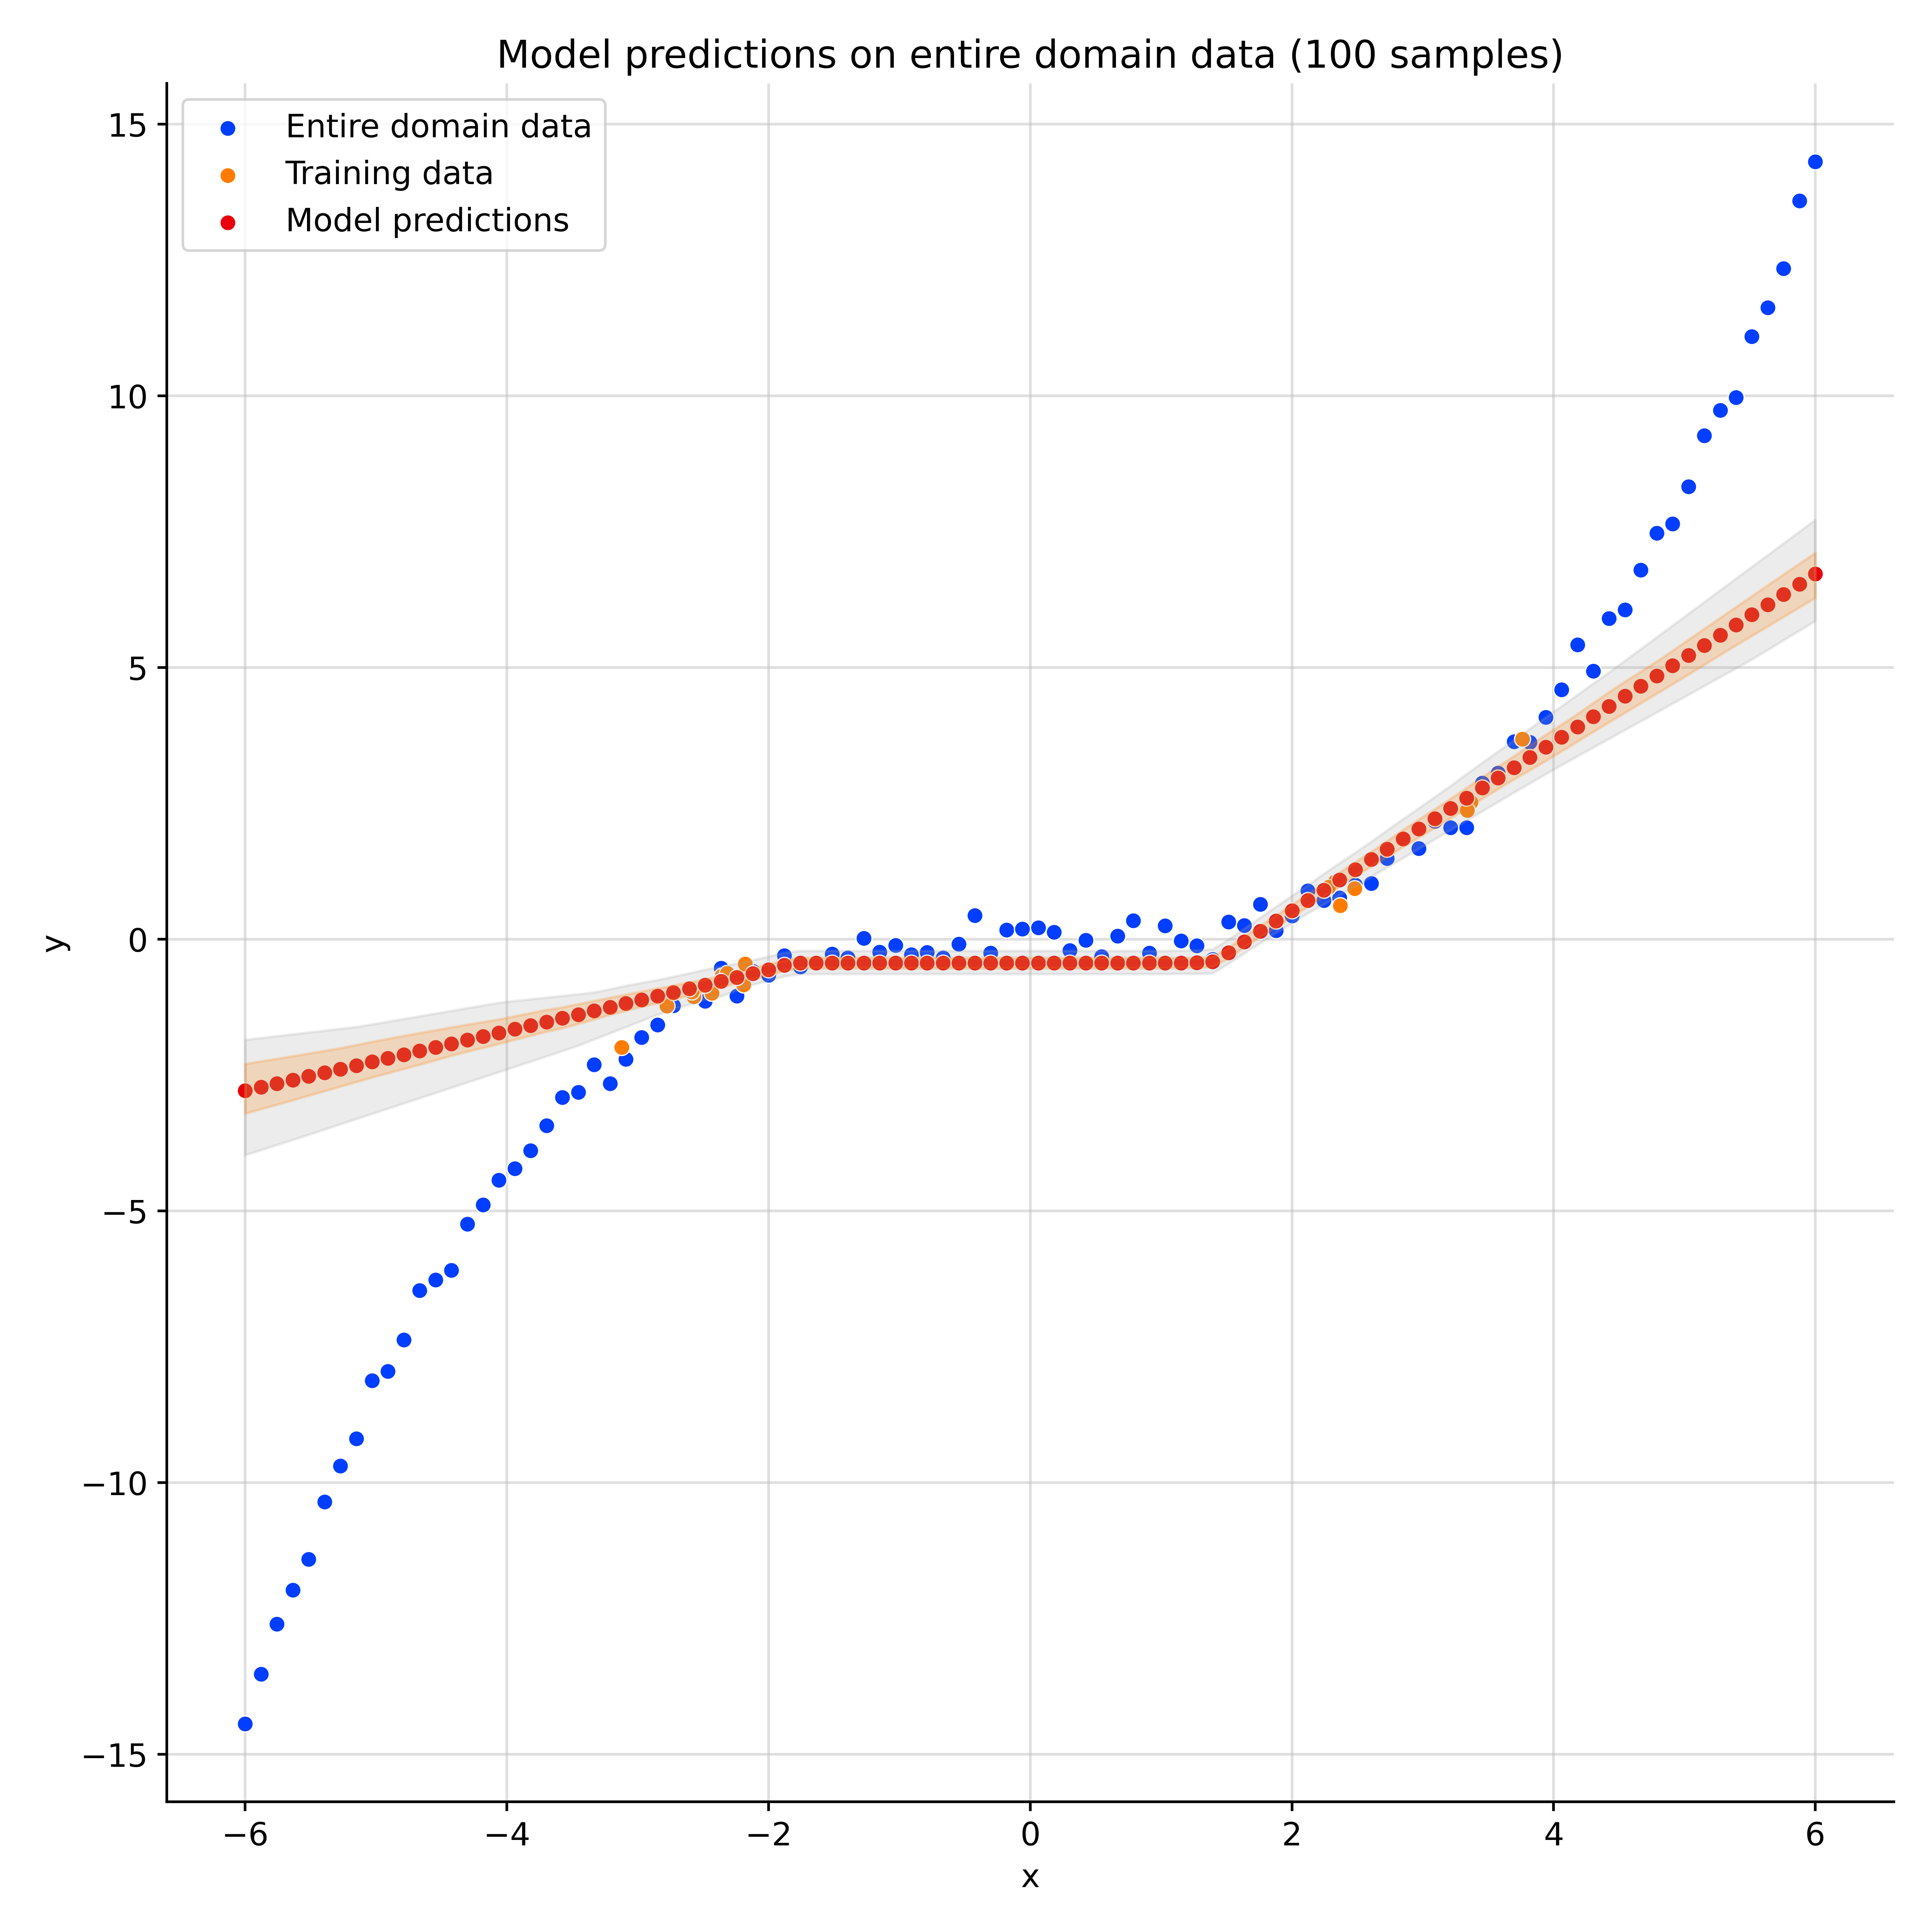 Model predictions on entire domain data (100 samples)
Entire domain data
Training data
Model predictions
15
10
5
0
−5
−10
−15
y
−6 −4 −2 0 2 4 6
x